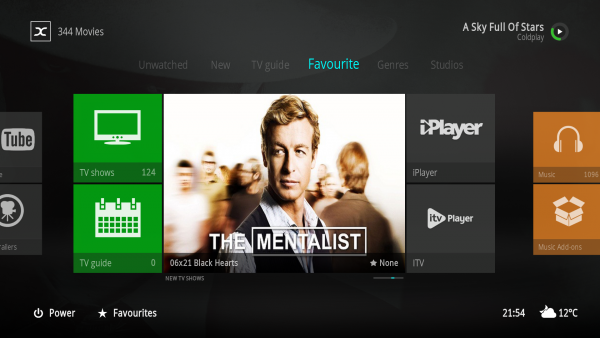 344 Movies
A Sky Full Of Stars
Coldplay
Unwatched New TV guide Favourite Genres Studios
Tube
iPlayer
TV shows 124
iPlayer
Music 1096
itv Player
THE MENTALIST
railers
TV guide 0
06x21 Black Hearts
None
ITV
Music Add-ons
NEW TV SHOWS
Power
Favourites
21:54
12°C